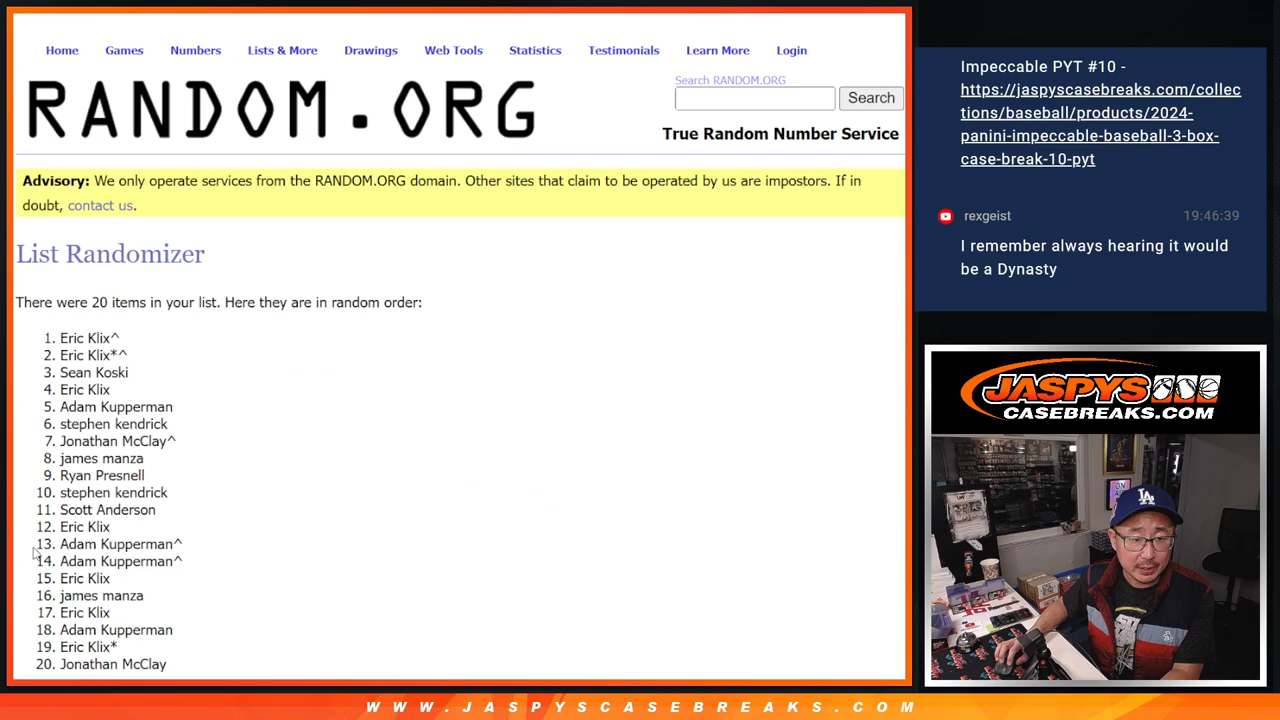 Home Games Numbers Lists & More Drawings Web Tools Statistics Testimonials Learn More Login
RANDOM.ORG
Search RANDOM.ORG
Search
True Random Number Service
Advisory: We only operate services from the RANDOM.ORG domain. Other sites that claim to be operated by us are impostors. If in
doubt, contact us.
List Randomizer
There were 20 items in your list. Here they are in random order:
1. Eric Klix^
2. Eric Klix*^
3. Sean Koski
4. Eric Klix
5. Adam Kupperman
6. stephen kendrick
7. Jonathan McClay^
8. james manza
9. Ryan Presnell
10. stephen kendrick
11. Scott Anderson
12. Eric Klix
13. Adam Kupperman^
14. Adam Kupperman^
15. Eric Klix
16. james manza
17. Eric Klix
18. Adam Kupperman
19. Eric Klix*
20. Jonathan McClay
Impeccable PYT #10 -
https://jaspyscasebreaks.com/collec
tions/baseball/products/2024-
panini-impeccable-baseball-3-box-
case-break-10-pyt
rexgeist 19:46:39
I remember always hearing it would
be a Dynasty
JASPYS
CASEBREAKS.COM
WWW.JASPYSCASEBREAKS.COM